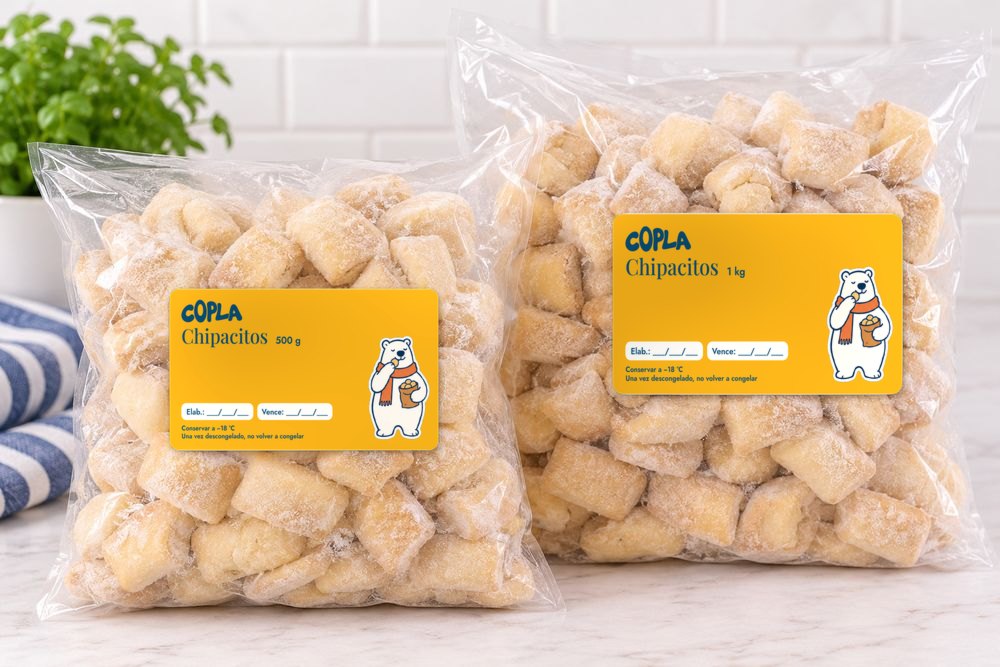 COPLA
Chipacitos 500 g
Elab.: __/__/__ Vence: __/__/__
Conservar a −18 °C
Una vez descongelado, no volver a congelar
COPLA
Chipacitos 1 kg
Elab.: __/__/__ Vence: __/__/__
Conservar a −18 °C
Una vez descongelado, no volver a congelar